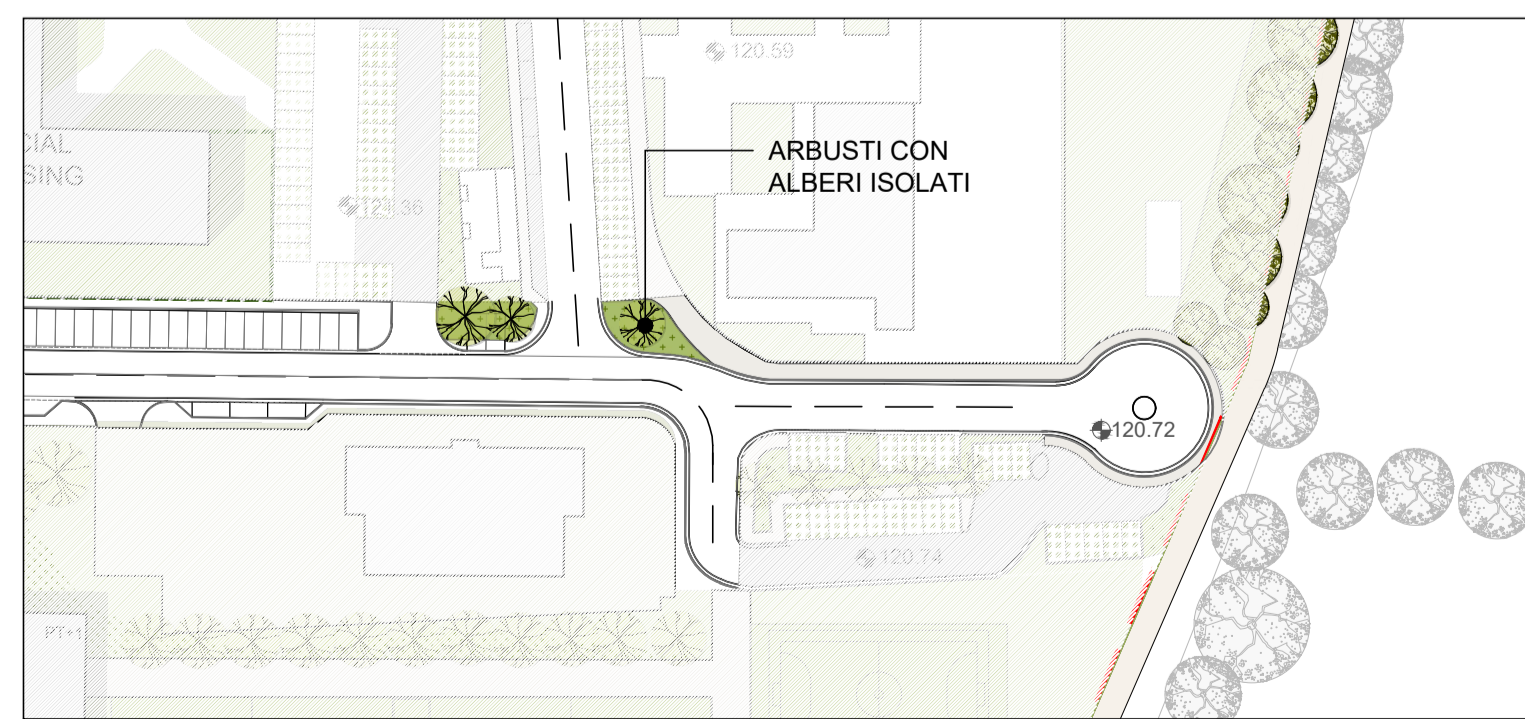 120.59
ARBUSTI CON
ALBERI ISOLATI
CIAL
SING
120.72
120.74
PT+1